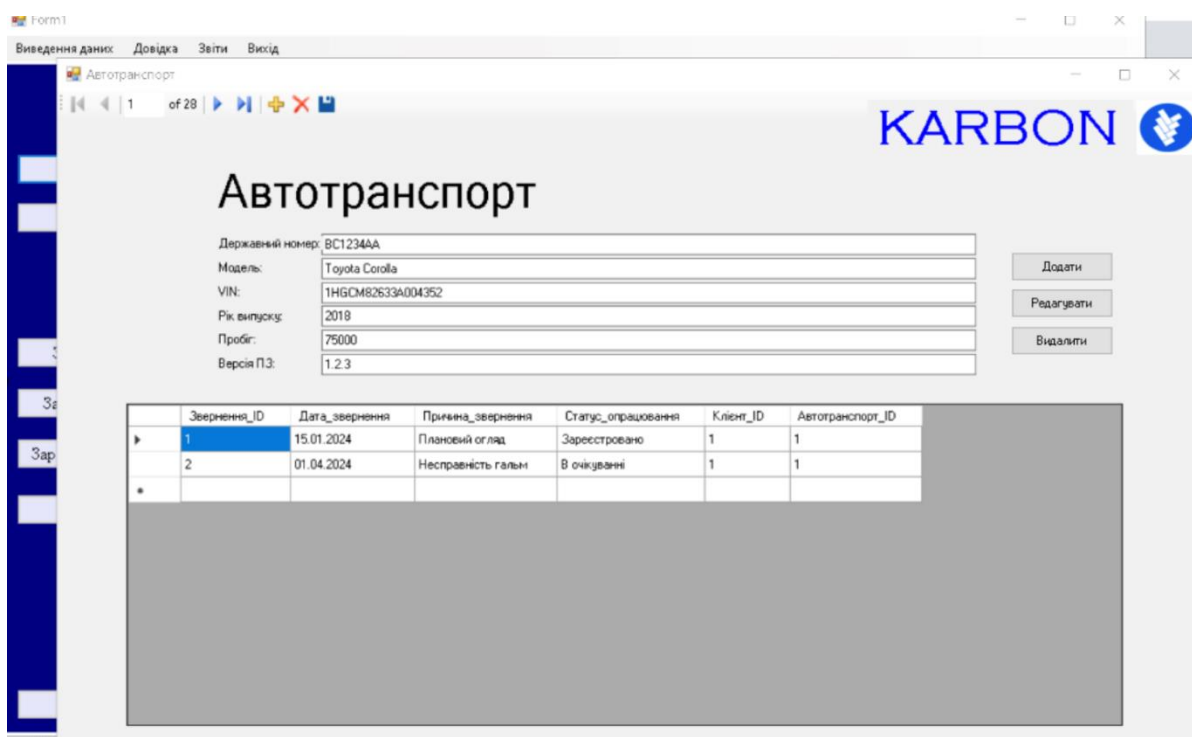 Form1
Виведення даних Довідка Звіти Вихід
Автотранспорт
1 of 28
KARBON
Автотранспорт
Державний номер: BC1234AA
Модель: Toyota Corolla
Додати
VIN: 1HGCM82633A004352
Редагувати
Рік випуску: 2018
Пробіг: 75000
Видалити
Версія ПЗ: 1.2.3
Звернення_ID Дата_звернення Причина_звернення Статус_опрацювання Клієнт_ID Автотранспорт_ID
1 15.01.2024 Плановий огляд Зареєстровано 1 1
2 01.04.2024 Несправність гальм В очікуванні 1 1